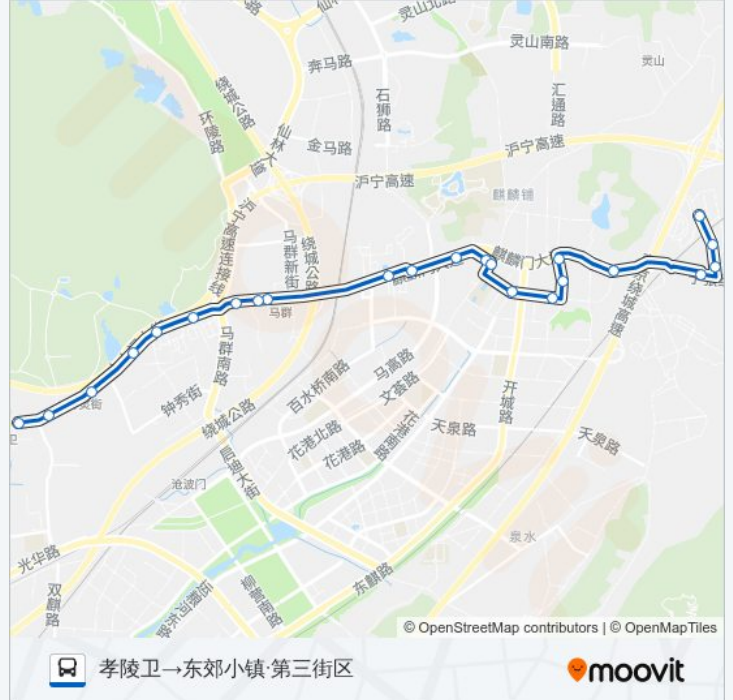 灵山北路
灵山南路
奔马路
灵山
绕城公路
石狮路
汇通路
环陵路
仙林大道
金马路
沪宁高速
沪宁高速
麒麟铺
沪宁高速连接线
马群新街
绕城公路
麒麟门大
马群
绕城高速
马群南路
百水桥南路
马高路
文荟路
钟秀街
开城路
绕城公路
花港北路
花港路
天泉路
天泉路
启迪大街
沧波门
泉水
光华路
双麒路
东麒路
© OpenStreetMap contributors | © OpenMapTiles
孝陵卫→东郊小镇·第三街区
moovit